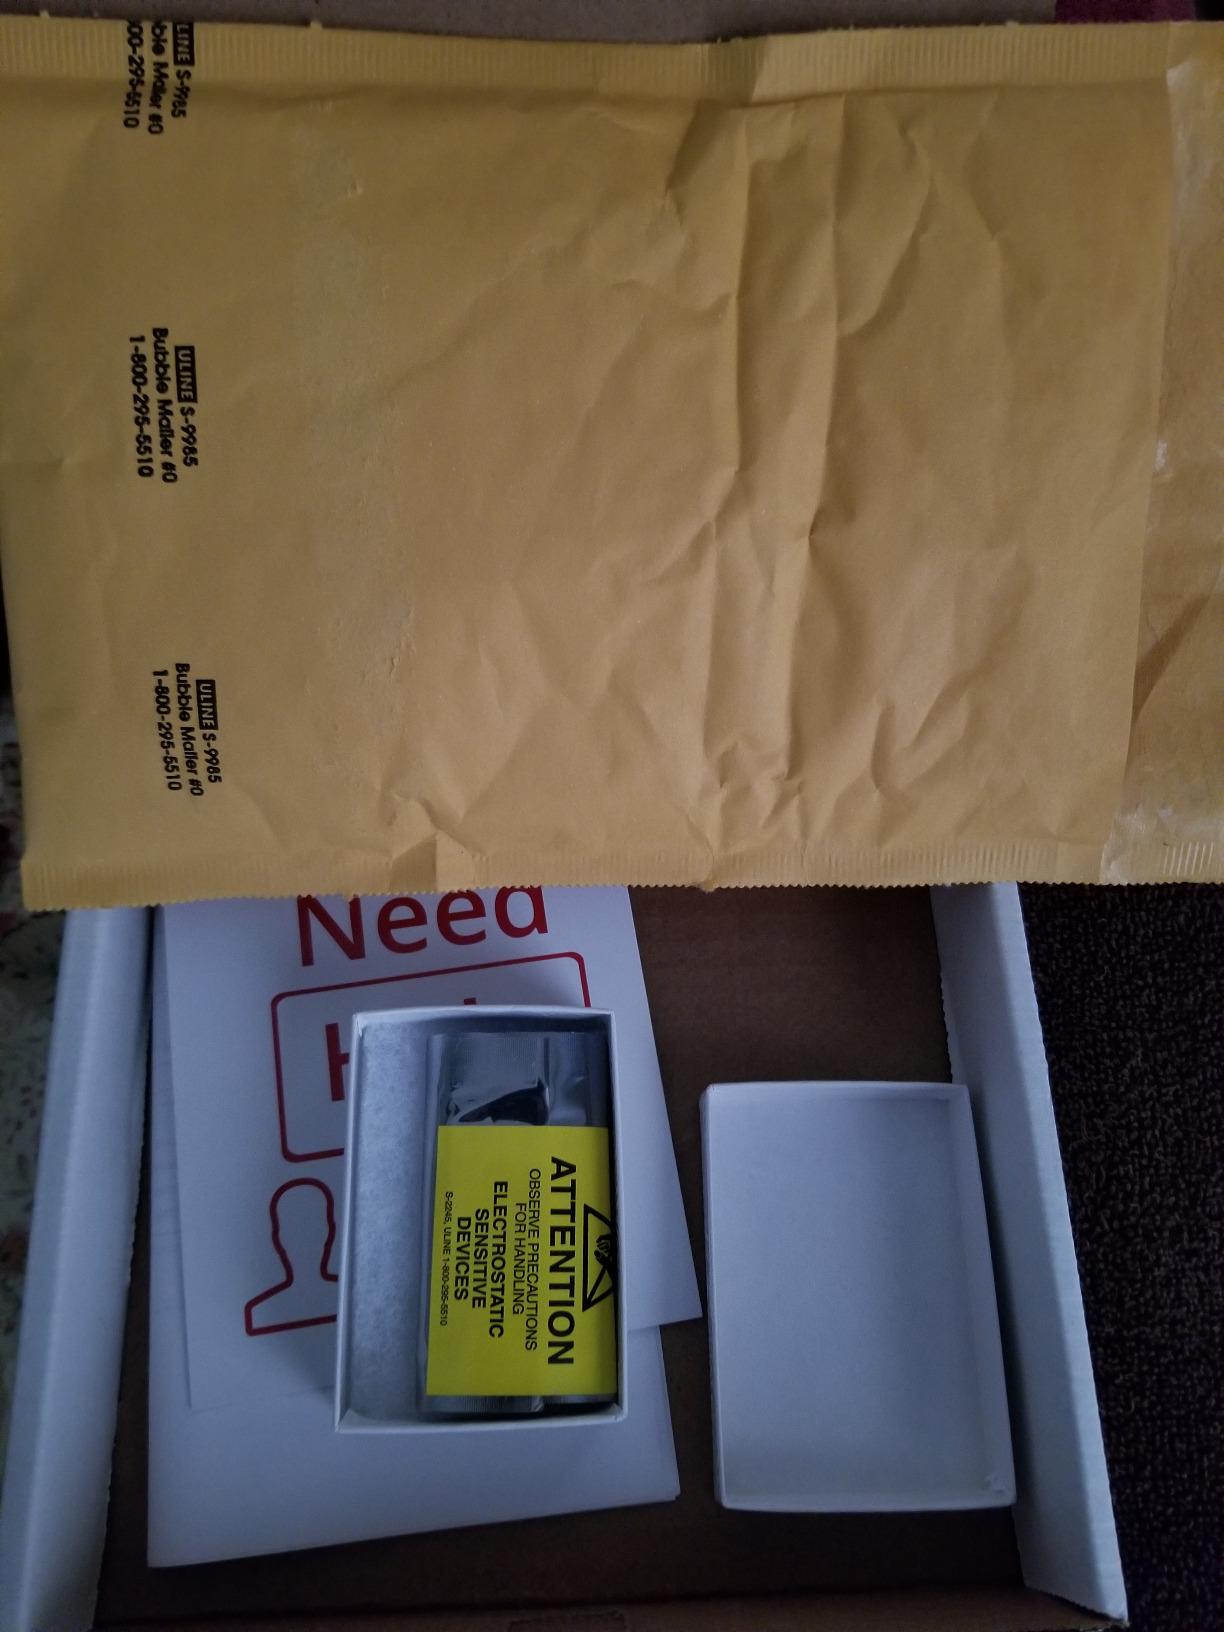 ULINE S-9985
Bubble Mailer #0
1-800-295-5510
ULINE S-9985
Bubble Mailer #0
1-800-295-5510
ULINE S-9985
Bubble Mailer #0
1-800-295-5510
Need
ATTENTION
OBSERVE PRECAUTIONS
FOR HANDLING
ELECTROSTATIC
SENSITIVE
DEVICES
S-2245, ULINE 1-800-295-5510